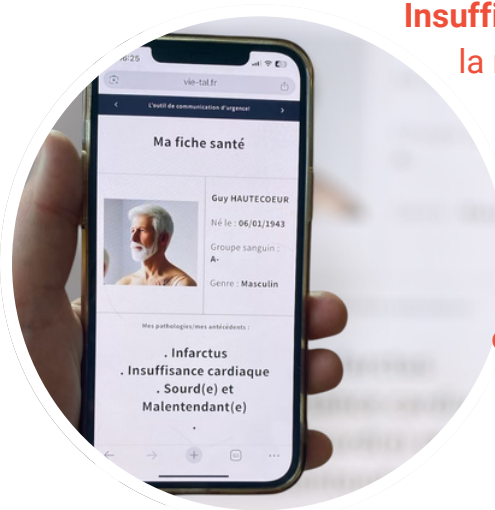 Insuffi
la
vie-tal.fr
L'outil de communication d'urgence!
Ma fiche santé
Guy HAUTECOEUR
Né le : 06/01/1943
Groupe sanguin :
A-
Genre : Masculin
Mes pathologies/mes antécédents :
. Infarctus
. Insuffisance cardiaque
. Sourd(e) et
Malentendant(e)
.